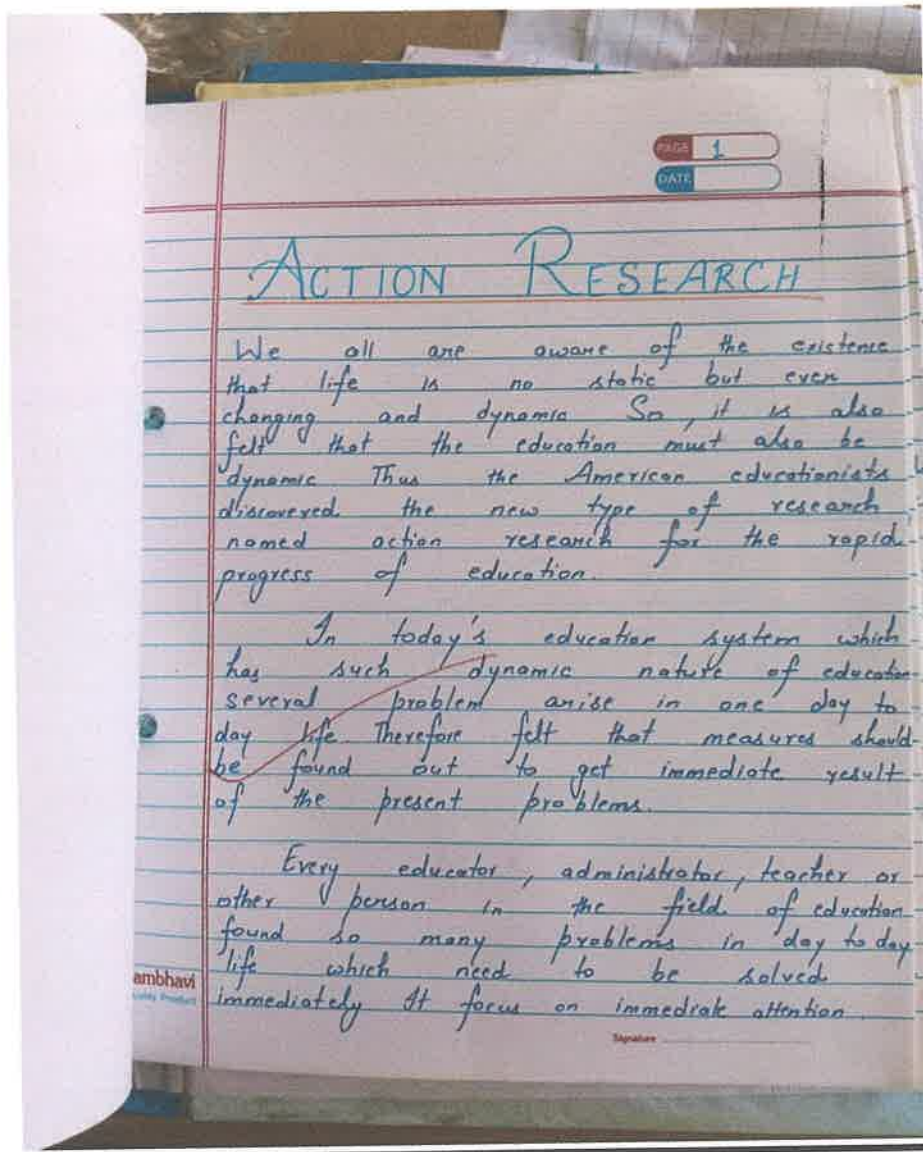 PAGE 1
DATE
ACTION RESEARCH
We all are aware of the existence
that life is no static but even
changing and dynamic So, it is also
felt that the education must also be
dynamic Thus the American educationists
discovered the new type of research
named action research for the rapid
progress of education.
In today's education system which
has such dynamic nature of education
several problem arise in one day to
day life Therefore felt that measures should
be found out to get immediate result
of the present problems.
Every educator, administrator, teacher or
other person in the field of education
found so many problems in day to day
life which need to be solved
immediately It focus on immediate attention.
ambhavi
Quality Product
Signature